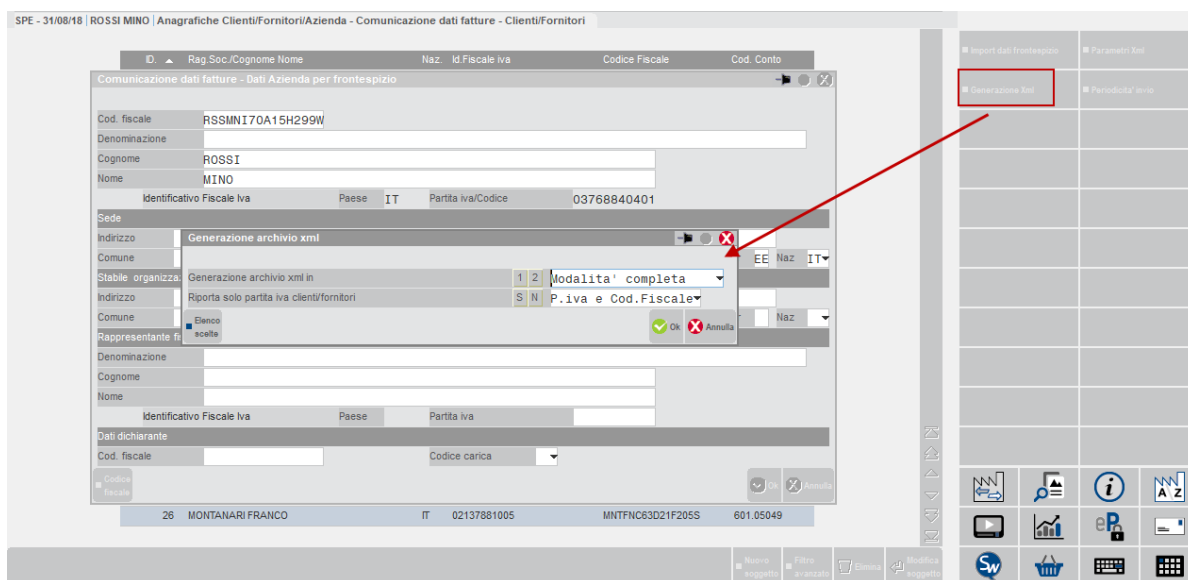 SPE - 31/08/18 | ROSSI MINO | Anagrafiche Clienti/Fornitori/Azienda - Comunicazione dati fatture - Clienti/Fornitori
Import dati frontespizio Parametri Xml
ID. Rag.Soc./Cognome Nome Naz. Id.Fiscale iva Codice Fiscale Cod. Conto
Comunicazione dati fatture - Dati Azienda per frontespizio
Generazione Xml Periodicita' invio
Cod. fiscale RSSMNI70A15H299W
Denominazione
Cognome ROSSI
Nome MINO
Identificativo Fiscale Iva Paese IT Partita iva/Codice 03768840401
Sede
Indirizzo
Generazione archivio xml
Comune EE Naz IT
Stabile organizza
Generazione archivio xml in 1 2 Modalita' completa
Indirizzo
Riporta solo partita iva clienti/fornitori S N P.iva e Cod.Fiscale
Comune Naz
Elenco scelte Ok Annulla
Rappresentante fi
Denominazione
Cognome
Nome
Identificativo Fiscale Iva Paese Partita iva
Dati dichiarante
Cod. fiscale Codice carica
Codice fiscale Ok Annulla
26 MONTANARI FRANCO IT 02137881005 MNTFNC63D21F205S 601.05049
Nuovo soggetto Filtro avanzato Elimina Modifica soggetto
i
A Z
eP
Sw